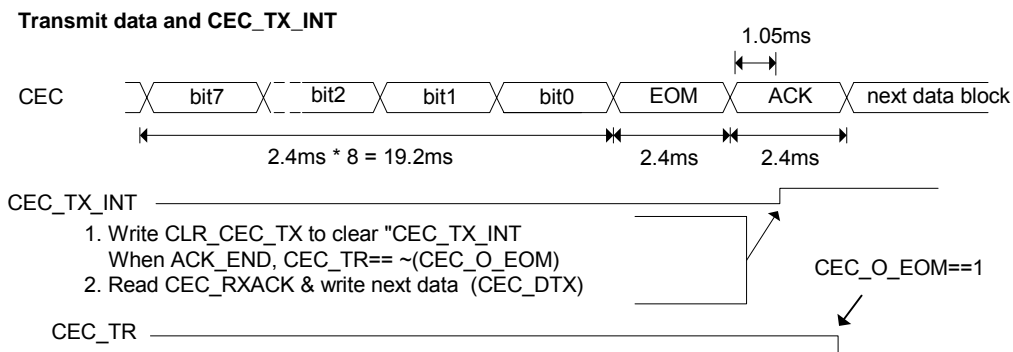 Transmit data and CEC_TX_INT
1.05ms
CEC bit7 bit2 bit1 bit0 EOM ACK next data block
2.4ms * 8 = 19.2ms 2.4ms 2.4ms
CEC_TX_INT
1. Write CLR_CEC_TX to clear "CEC_TX_INT
When ACK_END, CEC_TR== ~(CEC_O_EOM)
CEC_O_EOM==1
2. Read CEC_RXACK & write next data (CEC_DTX)
CEC_TR